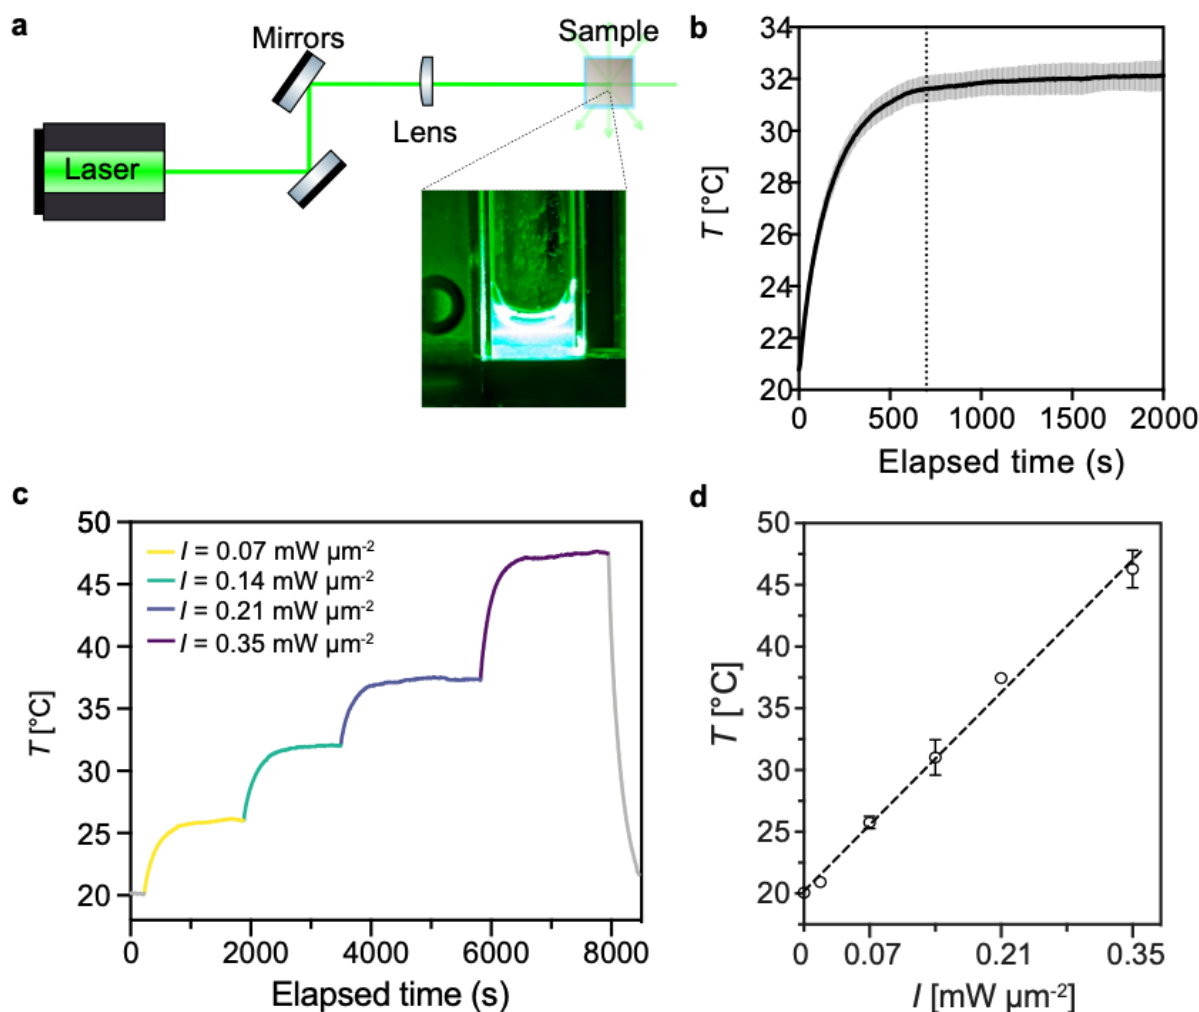 a
Mirrors
Sample
Lens
Laser
b
34
32
30
28
26
24
22
20
T [°C]
0 500 1000 1500 2000
Elapsed time (s)
c
50
45
40
35
30
25
20
T [°C]
I = 0.07 mW µm⁻²
I = 0.14 mW µm⁻²
I = 0.21 mW µm⁻²
I = 0.35 mW µm⁻²
0 2000 4000 6000 8000
Elapsed time (s)
d
50
45
40
35
30
25
20
T [°C]
0 0.07 0.21 0.35
I [mW µm⁻²]